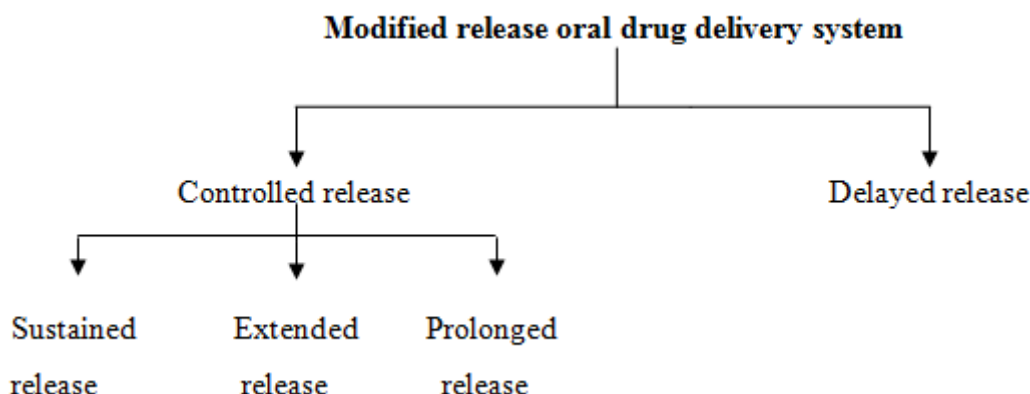 Modified release oral drug delivery system
Controlled release
Delayed release
Sustained
release
Extended
release
Prolonged
release